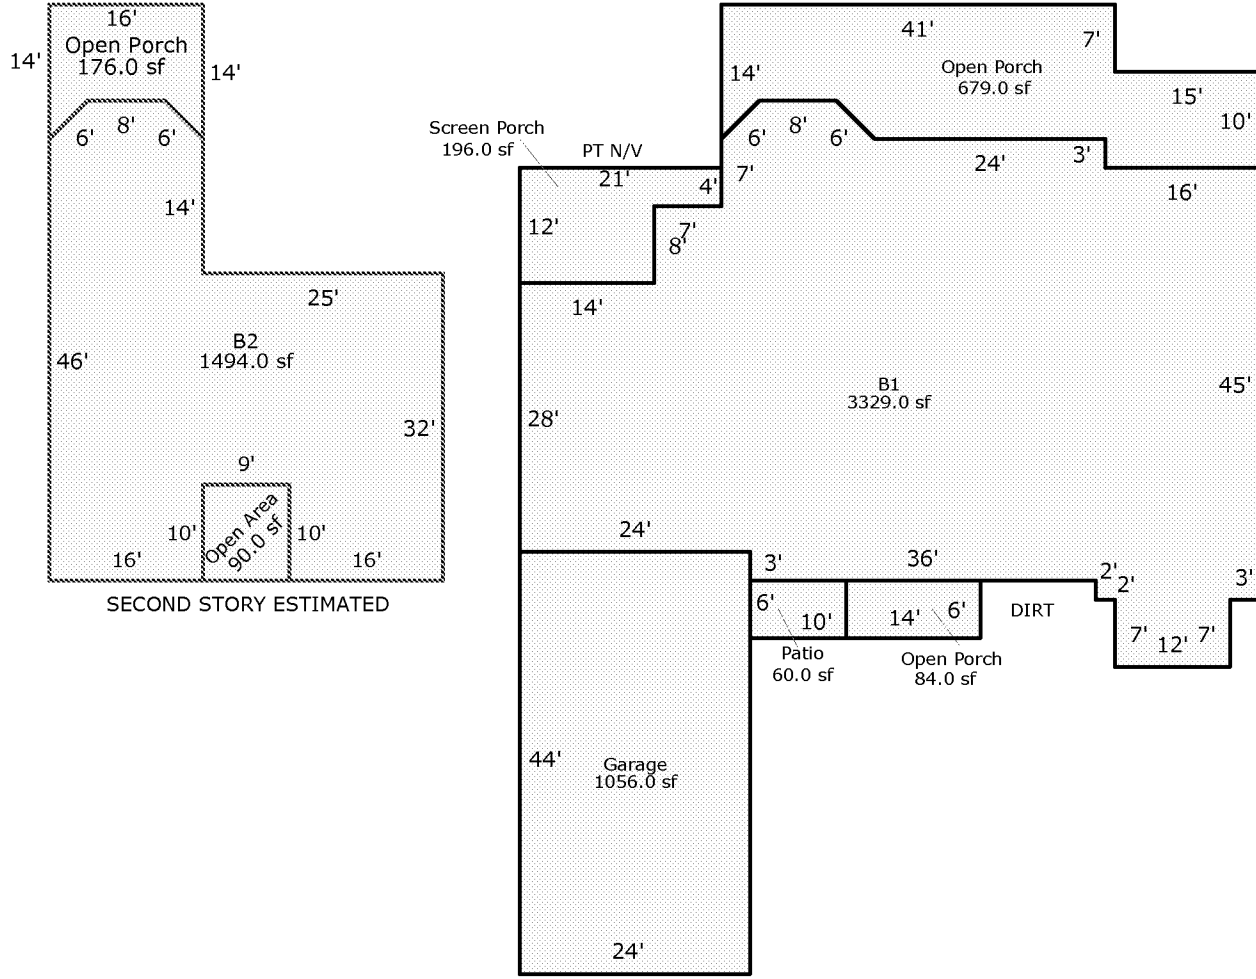 16'
Open Porch
176.0 sf
14'
14'
6'
8'
6'
14'
25'
B2
1494.0 sf
46'
32'
9'
10'
Open Area
90.0 sf
10'
16'
16'
SECOND STORY ESTIMATED
41'
7'
14'
Open Porch
679.0 sf
15'
10'
6'
8'
6'
24'
3'
16'
Screen Porch
196.0 sf
PT N/V
21'
4'
7'
12'
7'
8'
14'
B1
3329.0 sf
45'
28'
24'
3'
36'
2'
2'
3'
6'
10'
14'
6'
DIRT
7'
12'
7'
Patio
60.0 sf
Open Porch
84.0 sf
44'
Garage
1056.0 sf
24'